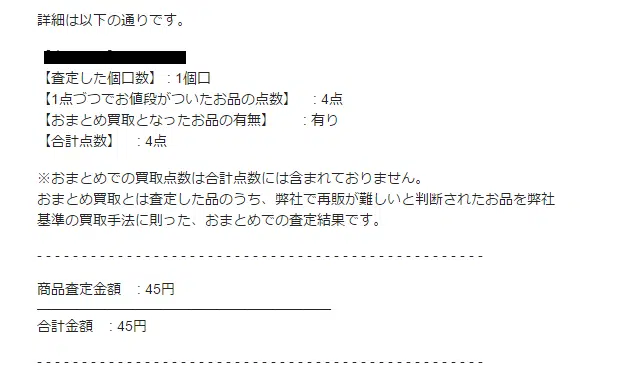 詳細は以下の通りです。
【査定した個口数】 : 1個口
【1点づつでお値段がついたお品の点数】 : 4点
【おまとめ買取となったお品の有無】 : 有り
【合計点数】 : 4点
※おまとめでの買取点数は合計点数には含まれておりません。
おまとめ買取とは査定した品のうち、弊社で再販が難しいと判断されたお品を弊社
基準の買取手法に則った、おまとめでの査定結果です。
- - - - - - - - - - - - - - - - - - - - - - - - - - - - - - - - - - - - - - - - - - - - - - - - - -
商品査定金額 : 45円
合計金額 : 45円
- - - - - - - - - - - - - - - - - - - - - - - - - - - - - - - - - - - - - - - - - - - - - - - - - -